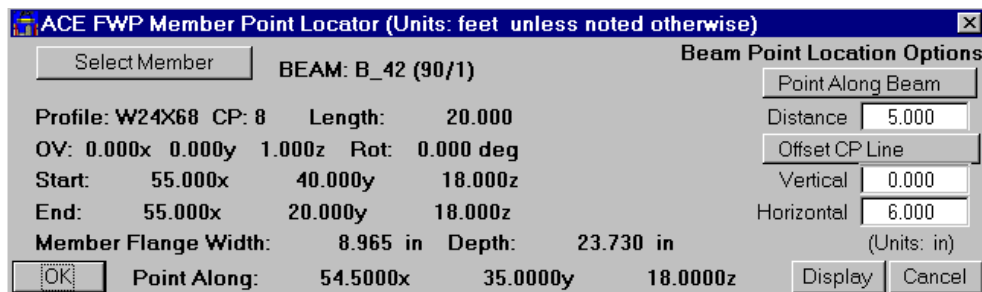 ACE FWP Member Point Locator (Units: feet unless noted otherwise)
Select Member BEAM: B_42 (90/1) Beam Point Location Options
Point Along Beam
Profile: W24X68 CP: 8 Length: 20.000 Distance 5.000
OV: 0.000x 0.000y 1.000z Rot: 0.000 deg Offset CP Line
Start: 55.000x 40.000y 18.000z Vertical 0.000
End: 55.000x 20.000y 18.000z Horizontal 6.000
Member Flange Width: 8.965 in Depth: 23.730 in (Units: in)
OK Point Along: 54.5000x 35.0000y 18.0000z Display Cancel